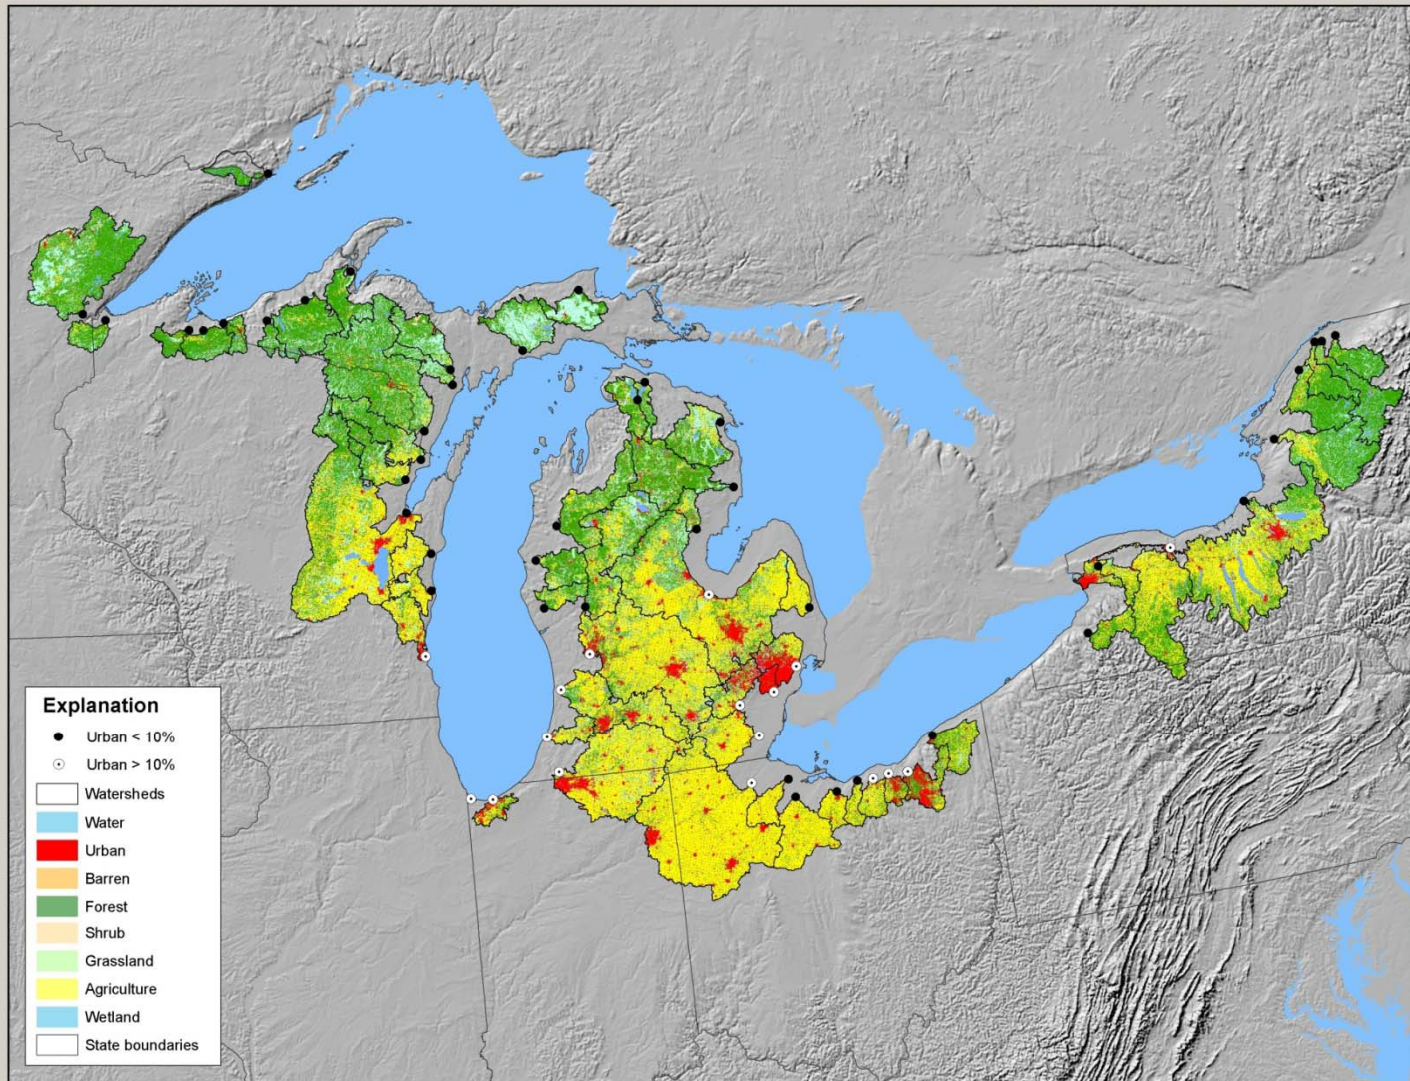 Explanation
Urban < 10%
Urban > 10%
Watersheds
Water
Urban
Barren
Forest
Shrub
Grassland
Agriculture
Wetland
State boundaries